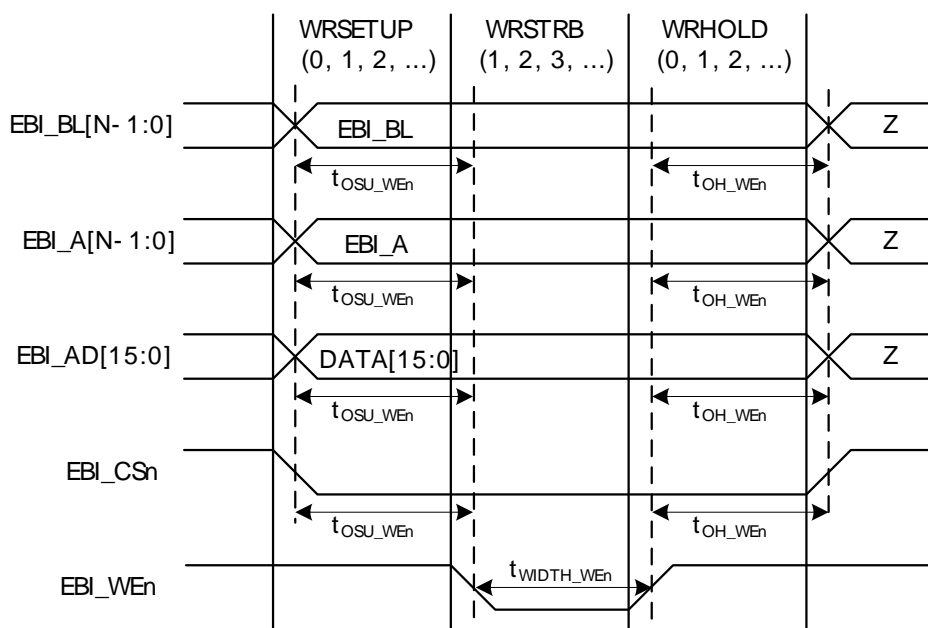 WRSETUP WRSTRB WRHOLD
(0, 1, 2, ...) (1, 2, 3, ...) (0, 1, 2, ...)
EBI_BL[N-1:0] EBI_BL Z
tOSU_WEn tOH_WEn
EBI_A[N-1:0] EBI_A Z
tOSU_WEn tOH_WEn
EBI_AD[15:0] DATA[15:0] Z
tOSU_WEn tOH_WEn
EBI_CSn
tOSU_WEn tOH_WEn
EBI_WEn tWIDTH_WEn